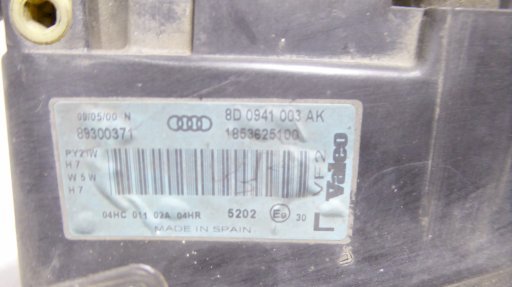 09/05/00 N
8D 0941 003 AK
89300371
1853625100
PY21W
H7
W5W
H7
VF2
Valeo
04HC 011 02A 04HR 5202 E9 30 L
MADE IN SPAIN